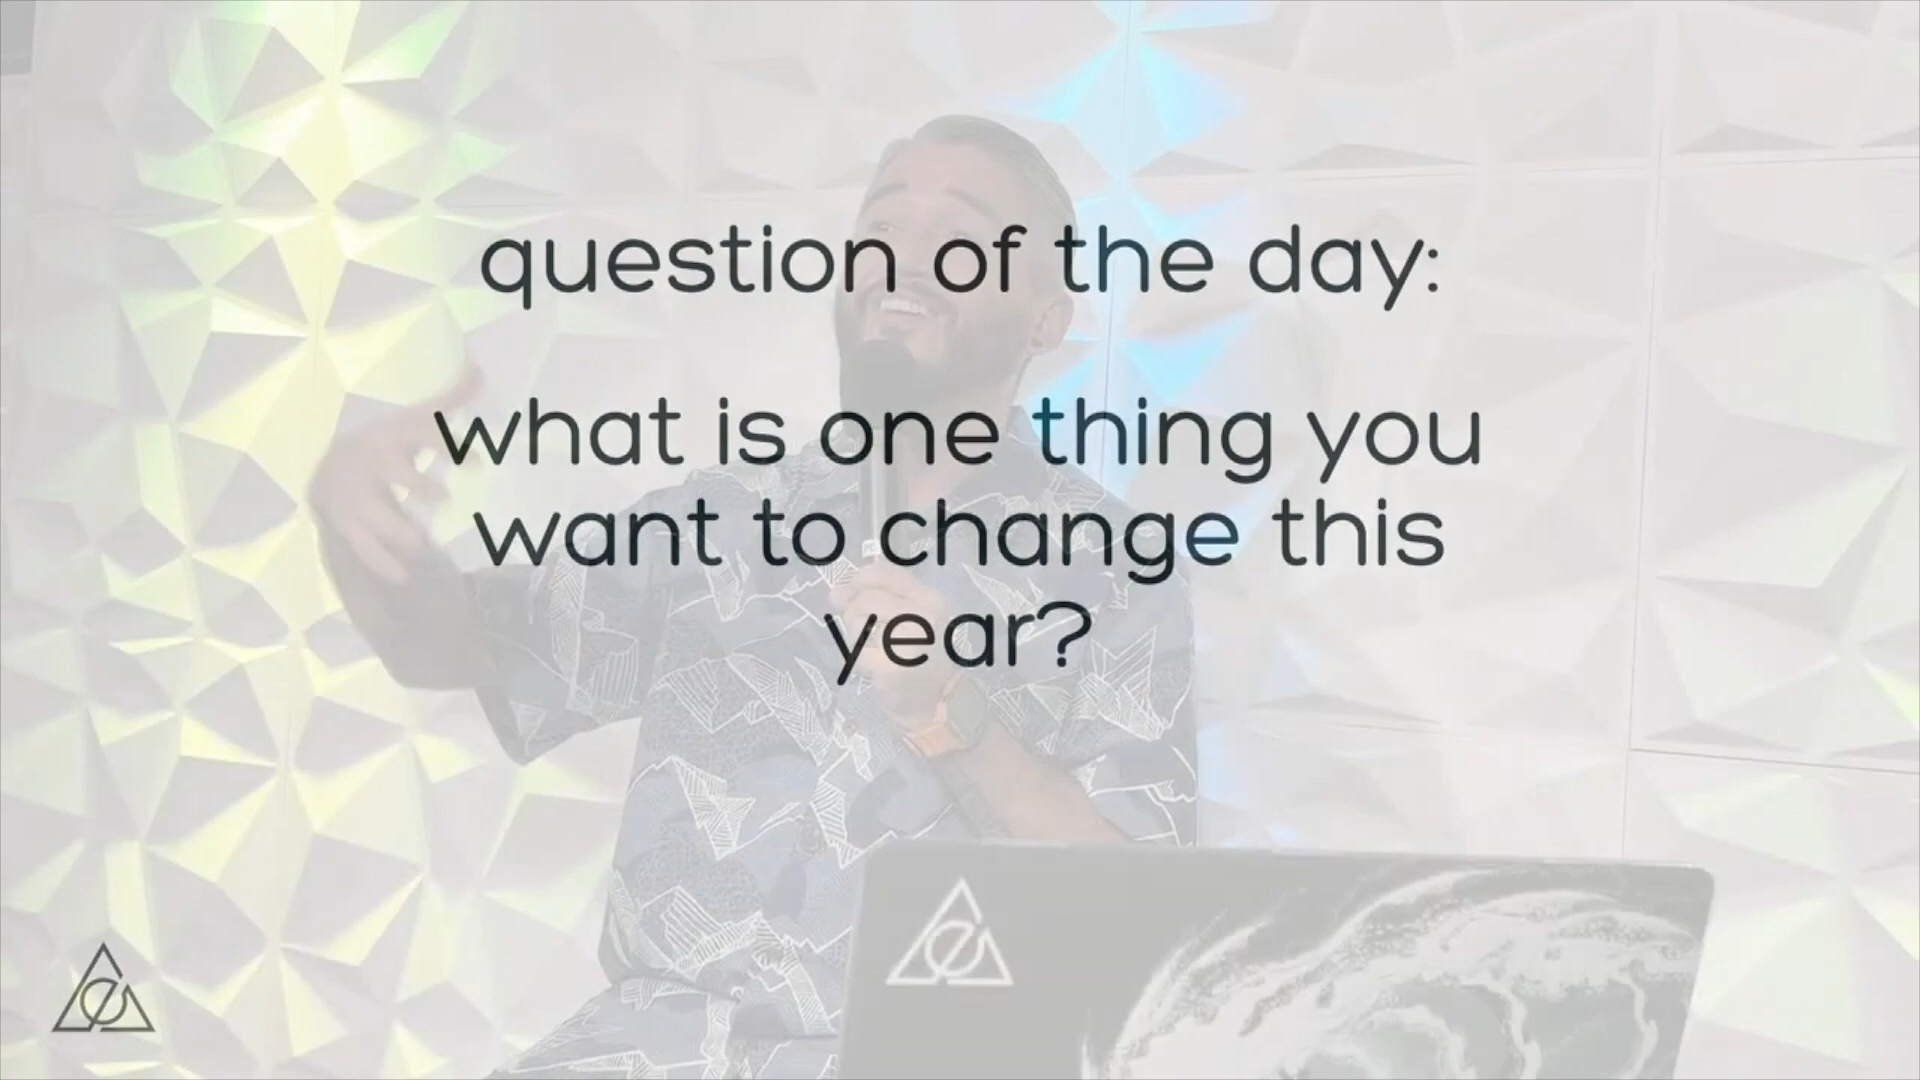 question of the day:
what is one thing you
want to change this
year?